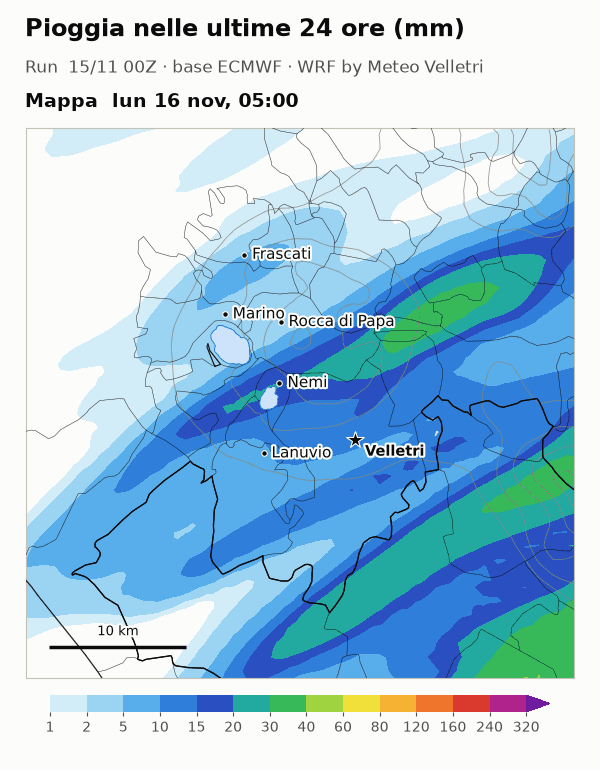 Pioggia nelle ultime 24 ore (mm)
Run  15/11 00Z · base ECMWF · WRF by Meteo Velletri
Mappa  lun 16 nov, 05:00
Frascati
Marino
Rocca di Papa
Nemi
Velletri
Lanuvio
10 km
1 2 5 10 15 20 30 40 60 80 120 160 240 320